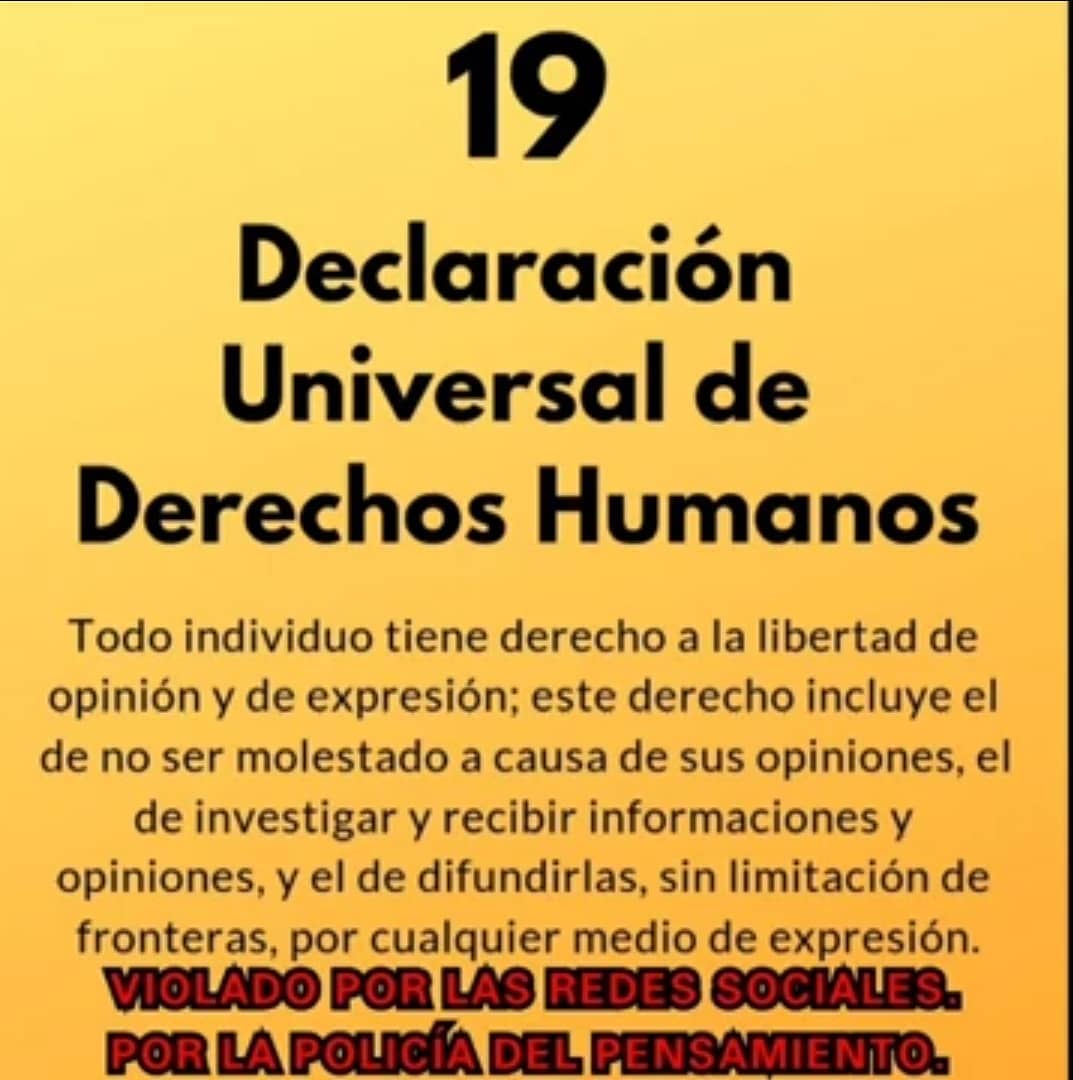 19
Declaración
Universal de
Derechos Humanos
Todo individuo tiene derecho a la libertad de
opinión y de expresión; este derecho incluye el
de no ser molestado a causa de sus opiniones, el
de investigar y recibir informaciones y
opiniones, y el de difundirlas, sin limitación de
fronteras, por cualquier medio de expresión.
VIOLADO POR LAS REDES SOCIALES.
POR LA POLICÍA DEL PENSAMIENTO.